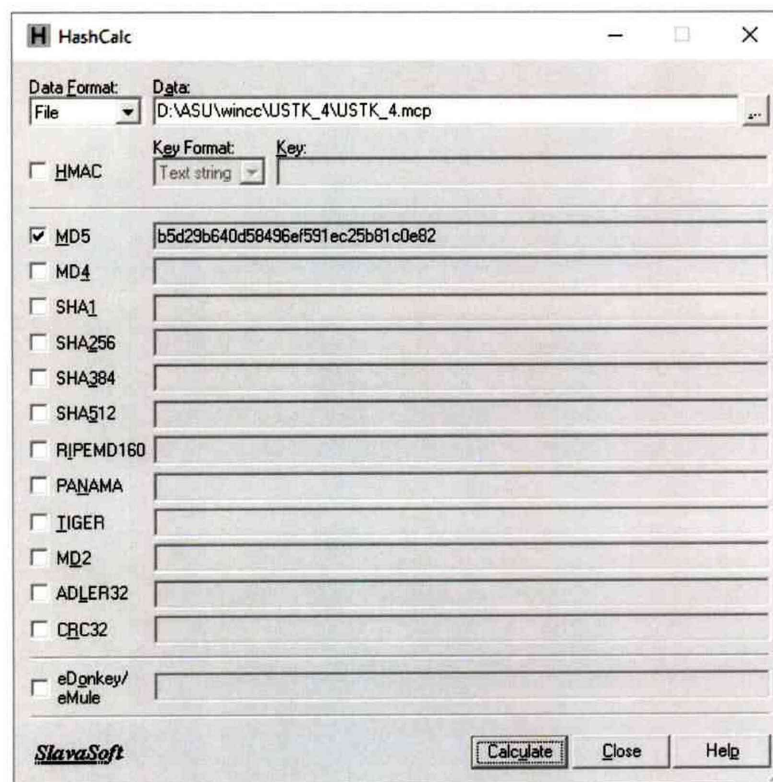 HashCalc
Data Format:
Data:
File
D:\ASU\wincc\USTK_4\USTK_4.mcp
...
HMAC
Key Format:
Key:
Text string
MD5
b5d29b640d58496ef591ec25b81c0e82
MD4
SHA1
SHA256
SHA384
SHA512
RIPEMD160
PANAMA
TIGER
MD2
ADLER32
CRC32
eDonkey/
eMule
SlavaSoft
Calculate
Close
Help